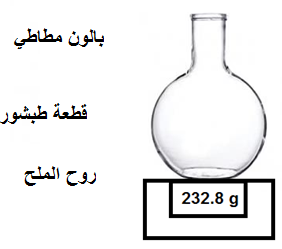 بالون مطاطي
قطعة طبشور
روح الملح
232.8 g